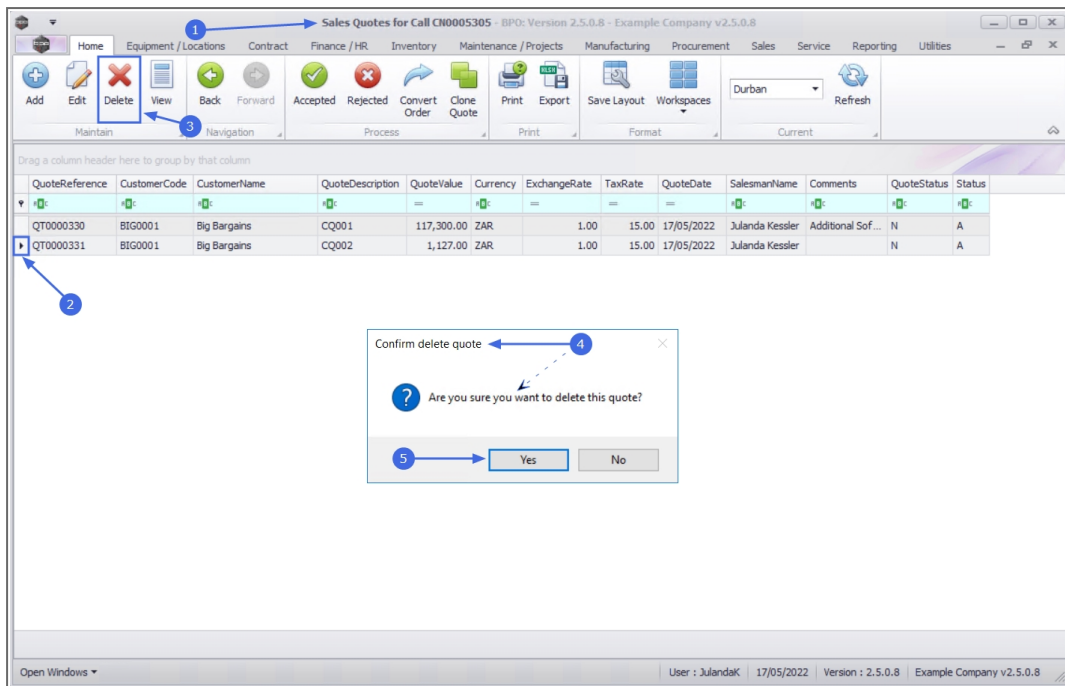 1
Sales Quotes for Call CN0005305 - BPO: Version 2.5.0.8 - Example Company v2.5.0.8
Home Equipment / Locations Contract Finance / HR Inventory Maintenance / Projects Manufacturing Procurement Sales Service Reporting Utilities
Add Edit Delete View Back Forward Accepted Rejected Convert Order Clone Quote Print Export Save Layout Workspaces Durban Refresh
3
Maintain Navigation Process Print Format Current
Drag a column header here to group by that column
QuoteReference CustomerCode CustomerName QuoteDescription QuoteValue Currency ExchangeRate TaxRate QuoteDate SalesmanName Comments QuoteStatus Status
QT0000330 BIG0001 Big Bargains CQ001 117,300.00 ZAR 1.00 15.00 17/05/2022 Julanda Kessler Additional Sof... N A
QT0000331 BIG0001 Big Bargains CQ002 1,127.00 ZAR 1.00 15.00 17/05/2022 Julanda Kessler N A
2
Confirm delete quote 4
Are you sure you want to delete this quote?
5 Yes No
Open Windows User : JulandaK 17/05/2022 Version : 2.5.0.8 Example Company v2.5.0.8